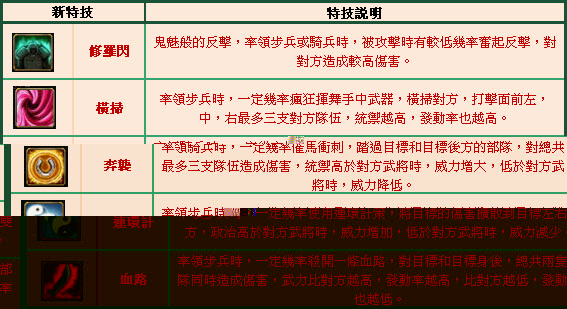 新特技 特技說明
修羅閃 鬼魅般的反擊，率領步兵或騎兵時，被攻擊時有較低幾率奮起反擊，對
對方造成較高傷害。
橫掃 率領步兵時，一定幾率瘋狂揮舞手中武器，橫掃對方，打擊面前左，
中，右最多三支對方隊伍，統禦越高，發動率也越高。
奔襲 率領騎兵時，一定幾率催馬衝刺，踏過目標和目標後方的部隊，對總共
最多三支隊伍造成傷害，統禦高於對方武將時，威力增大，低於對方武
將時，威力降低。
連環計 率領步兵時，一定幾率使用連環計策，將目標的傷害擴散到目標左右
方，政治高於對方武將時，威力增加，低於對方武將時，威力減少
血路 率領步兵時，一定幾率殺開一條血路，對目標和目標身後，總共兩隻
部 隊同時造成傷害，武力比對方越高，發動率越高，比對方越低，發動
率 也越低。